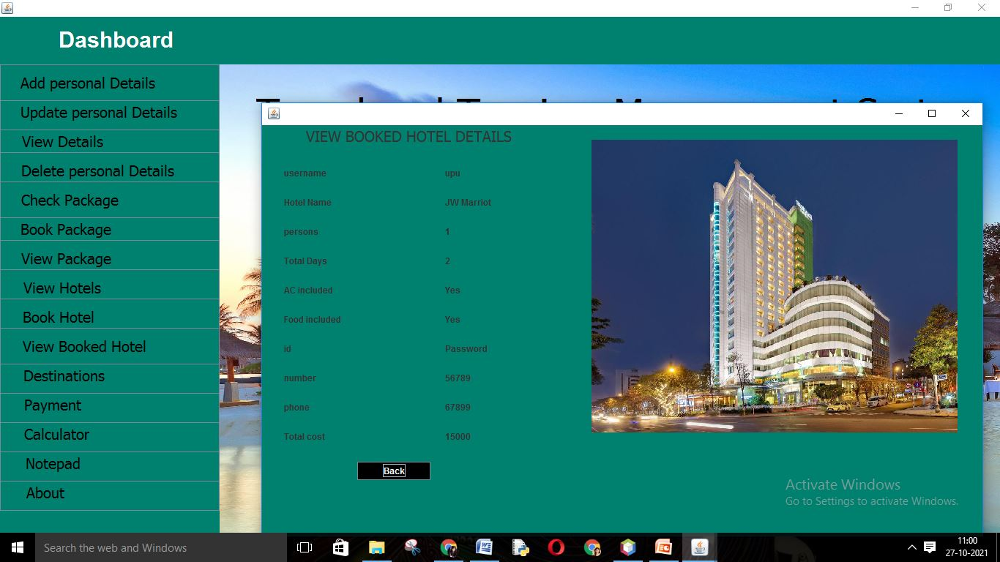 Dashboard
Add personal Details
Update personal Details
View Details
Delete personal Details
Check Package
Book Package
View Package
View Hotels
Book Hotel
View Booked Hotel
Destinations
Payment
Calculator
Notepad
About
VIEW BOOKED HOTEL DETAILS
username upu
Hotel Name JW Marriot
persons 1
Total Days 2
AC included Yes
Food included Yes
id Password
number 56789
phone 67899
Total cost 15000
Back
Activate Windows
Go to Settings to activate Windows.
Search the web and Windows
11:00
27-10-2021